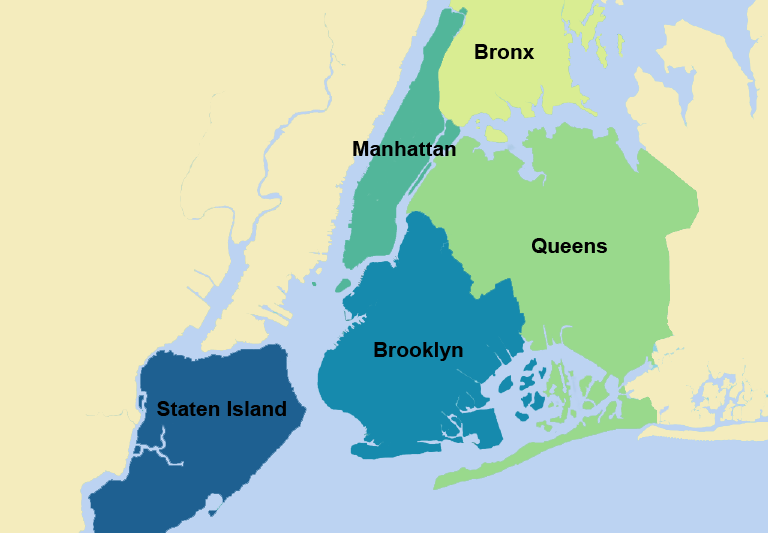 Bronx
Manhattan
Queens
Brooklyn
Staten Island